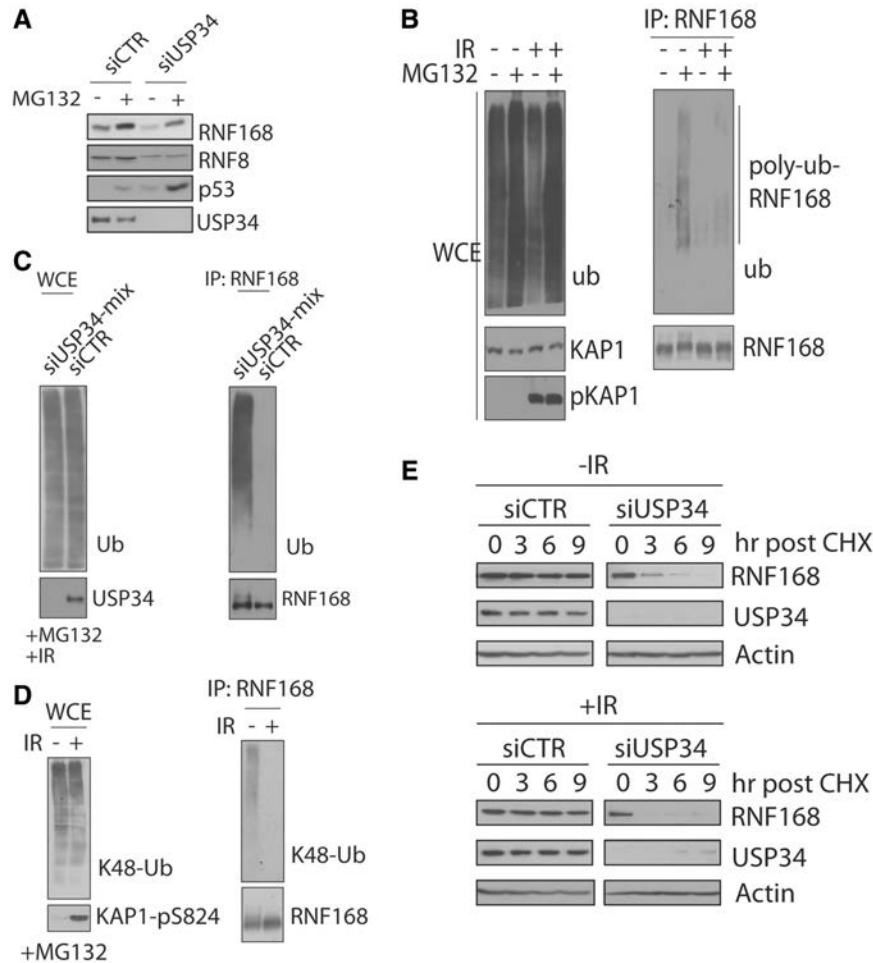 A
siCTR siUSP34
MG132 - + - +
RNF168
RNF8
p53
USP34
B
IP: RNF168
IR - - + + - - + +
MG132 - + - + - + - +
WCE
ub
poly-ub-
RNF168
ub
KAP1
RNF168
pKAP1
C
WCE
IP: RNF168
siUSP34-mix
siCTR
siUSP34-mix
siCTR
Ub
Ub
USP34
RNF168
+MG132
+IR
D
WCE
IP: RNF168
IR - +
IR - +
K48-Ub
K48-Ub
KAP1-pS824
RNF168
+MG132
E
-IR
siCTR siUSP34
0 3 6 9 0 3 6 9 hr post CHX
RNF168
USP34
Actin
+IR
siCTR siUSP34
0 3 6 9 0 3 6 9 hr post CHX
RNF168
USP34
Actin